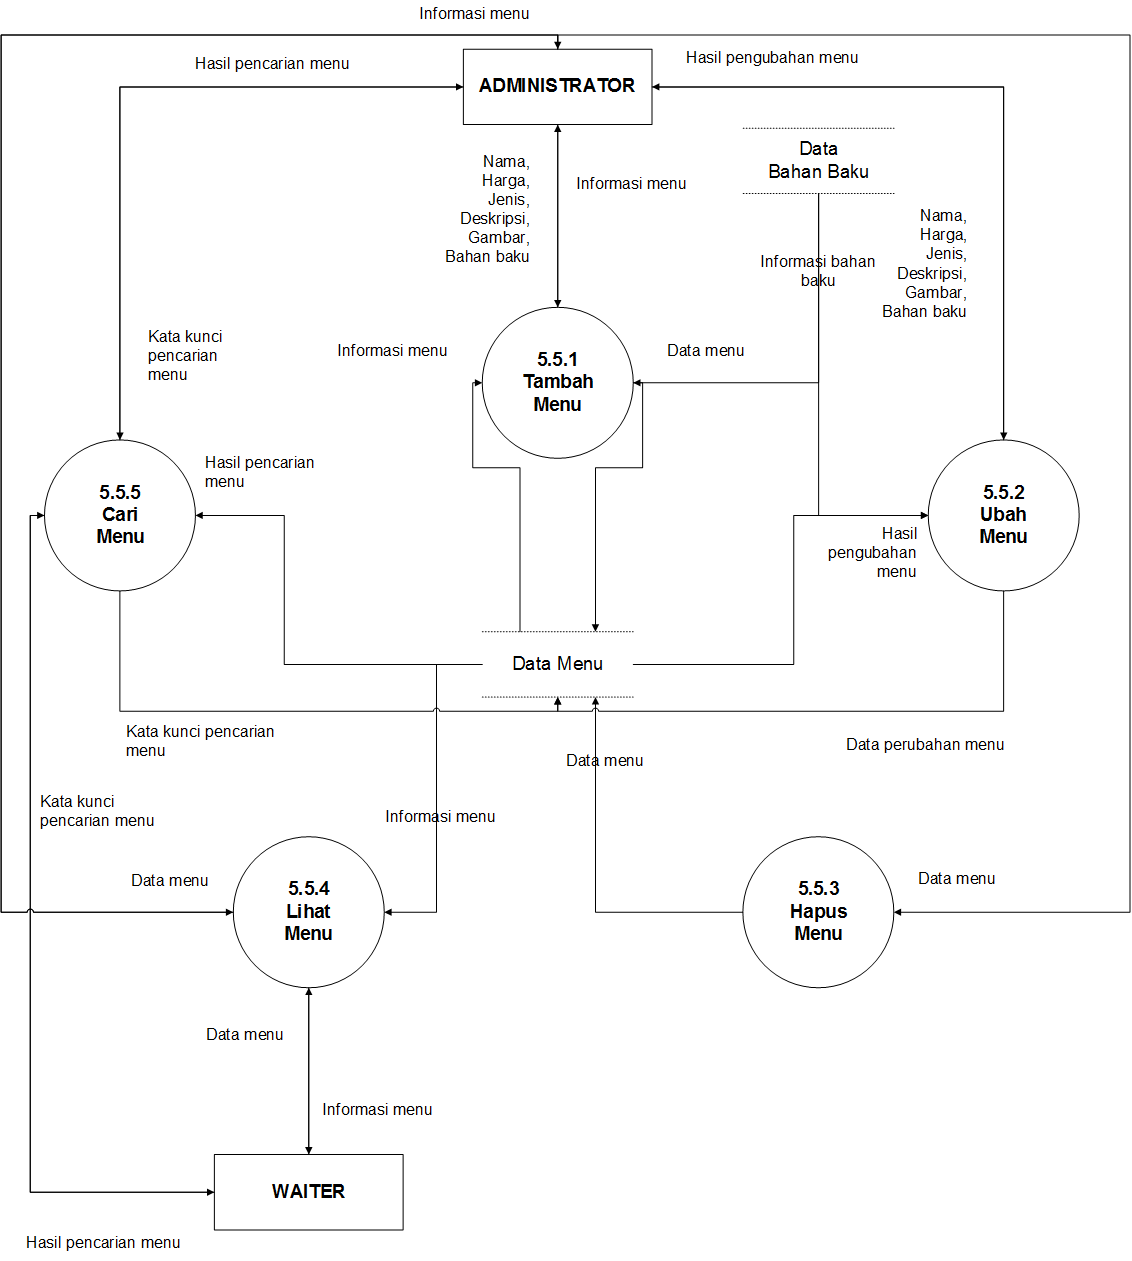 Informasi menu
Hasil pencarian menu
Hasil pengubahan menu
ADMINISTRATOR
Data
Bahan Baku
Nama,
Harga,
Jenis,
Deskripsi,
Gambar,
Bahan baku
Informasi menu
Nama,
Harga,
Jenis,
Deskripsi,
Gambar,
Bahan baku
Informasi bahan
baku
Kata kunci
pencarian
menu
Informasi menu
5.5.1
Tambah
Menu
Data menu
Hasil pencarian
menu
5.5.5
Cari
Menu
5.5.2
Ubah
Menu
Hasil
pengubahan
menu
Data Menu
Kata kunci pencarian
menu
Data menu
Data perubahan menu
Kata kunci
pencarian menu
Informasi menu
Data menu
5.5.4
Lihat
Menu
5.5.3
Hapus
Menu
Data menu
Data menu
Informasi menu
WAITER
Hasil pencarian menu